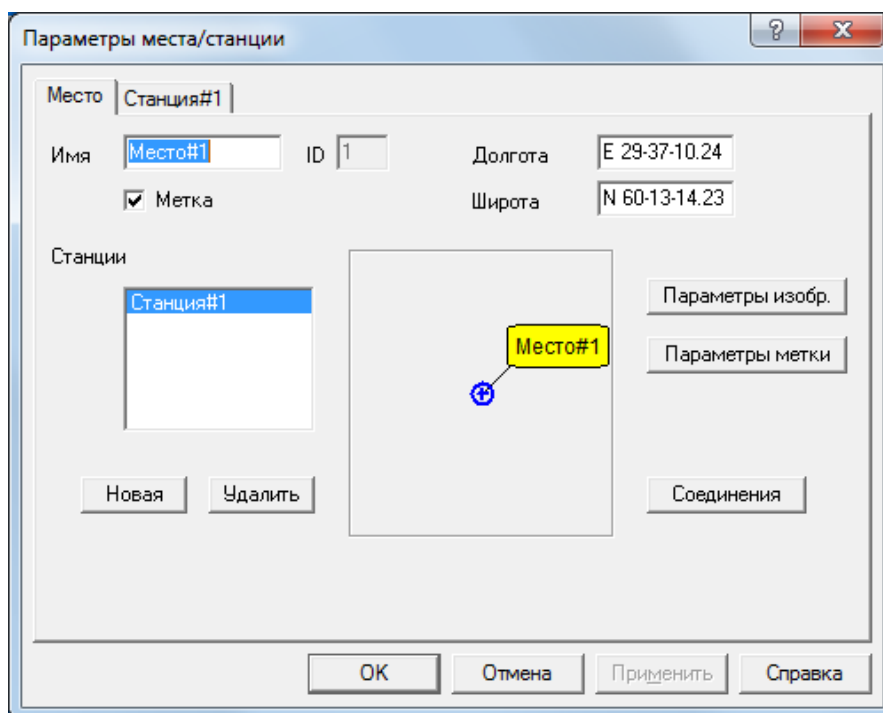 Параметры места/станции
Место Станция#1
Имя Место#1 ID 1 Долгота E 29-37-10.24
Метка Широта N 60-13-14.23
Станции
Станция#1
Параметры изобр.
Место#1
Параметры метки
Новая Удалить Соединения
OK Отмена Применить Справка